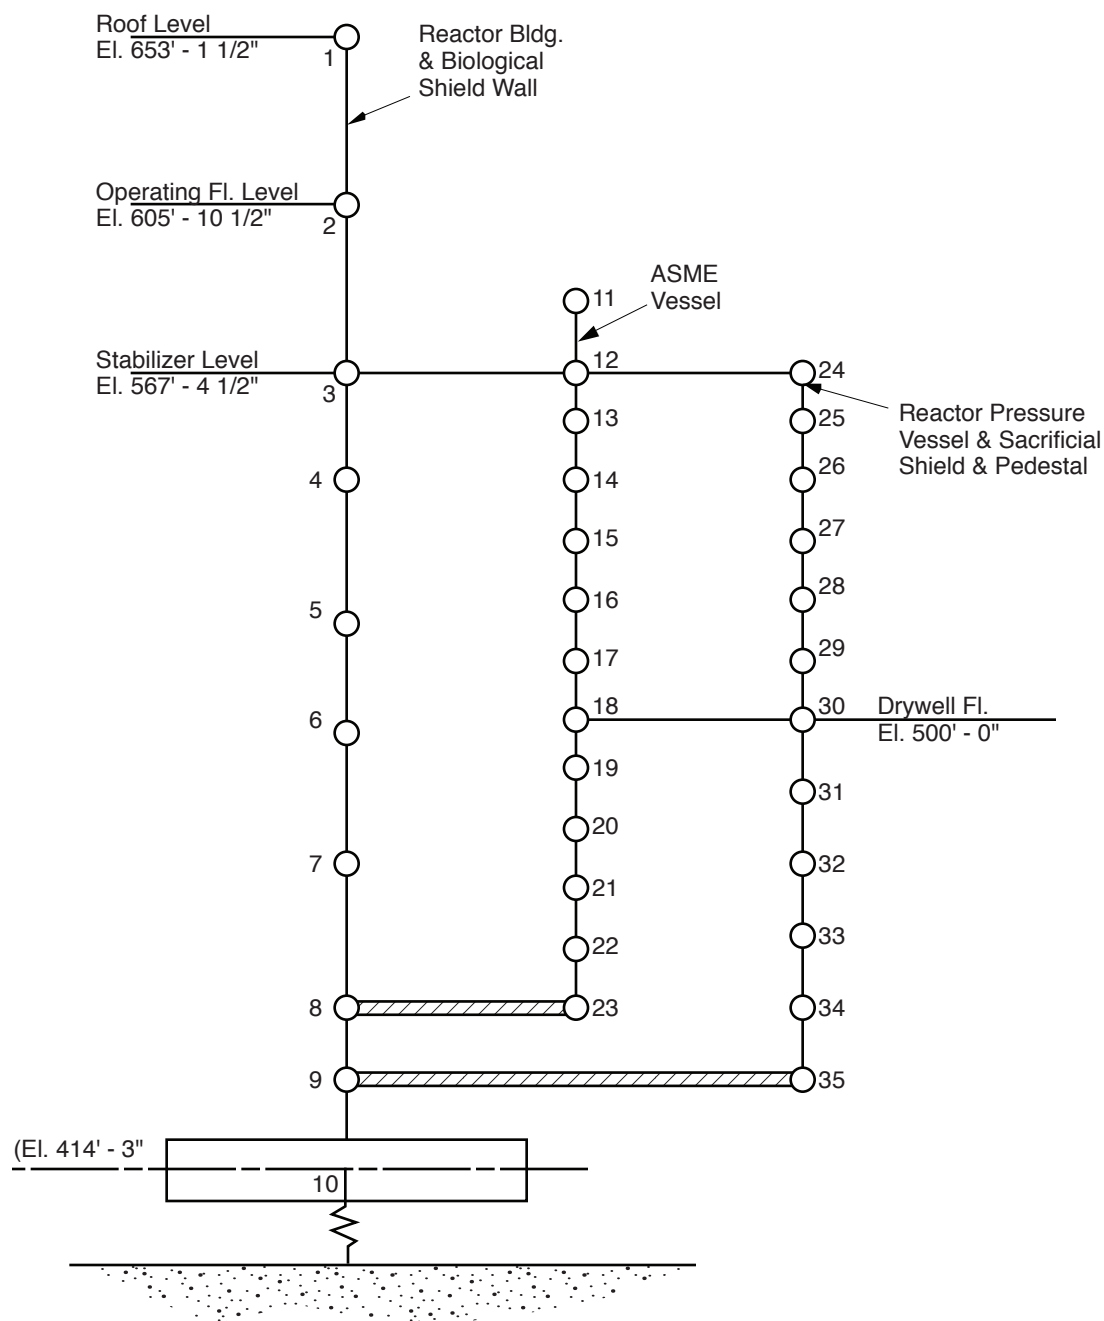 Roof Level
El. 653' - 1 1/2"
1
Reactor Bldg.
& Biological
Shield Wall
Operating Fl. Level
El. 605' - 10 1/2"
2
ASME
Vessel
11
Stabilizer Level
El. 567' - 4 1/2"
3
12
24
Reactor Pressure
Vessel & Sacrificial
Shield & Pedestal
13
25
4
14
26
15
27
5
16
28
17
29
6
18
30
Drywell Fl.
El. 500' - 0"
19
31
20
7
32
21
33
22
8
23
34
9
35
(El. 414' - 3"
10